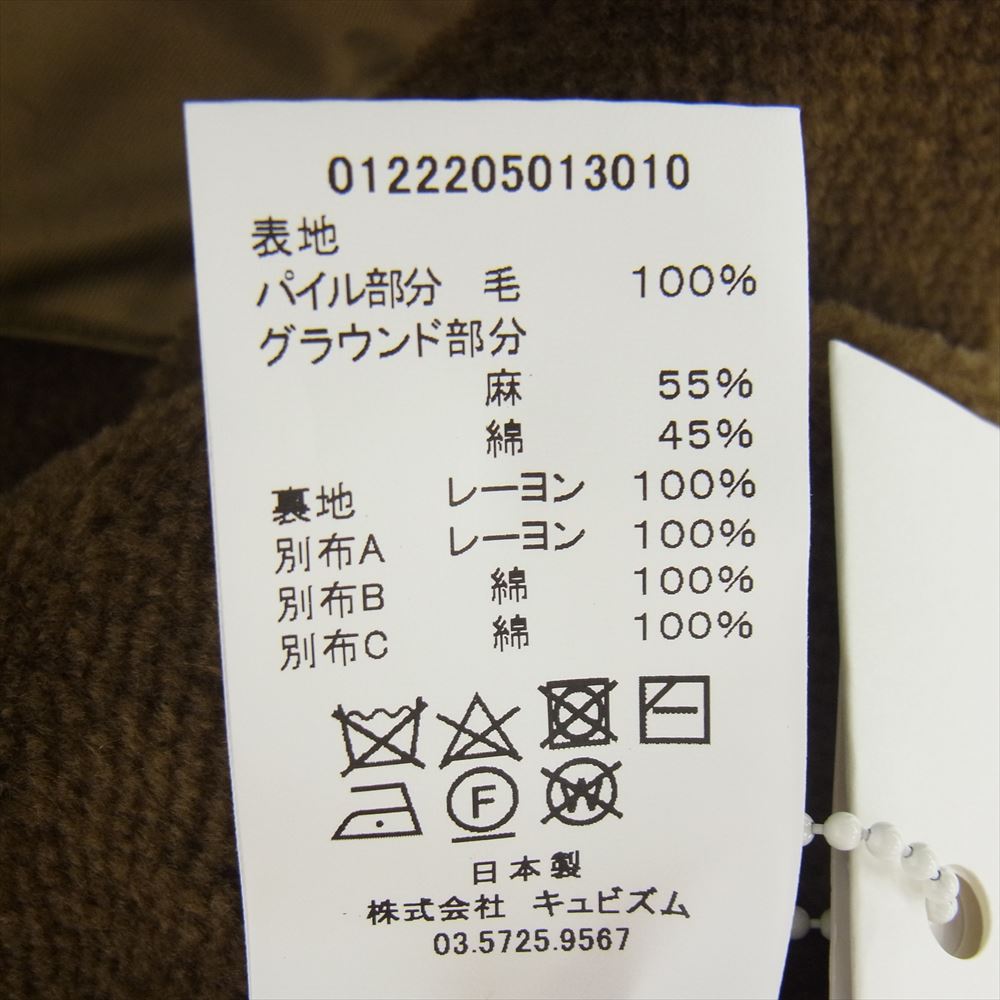 0122205013010
表地
パイル部分 毛 100%
グラウンド部分
麻 55%
綿 45%
裏地 レーヨン 100%
別布A レーヨン 100%
別布B 綿 100%
別布C 綿 100%
F W
日本製
株式会社 キュビズム
03.5725.9567